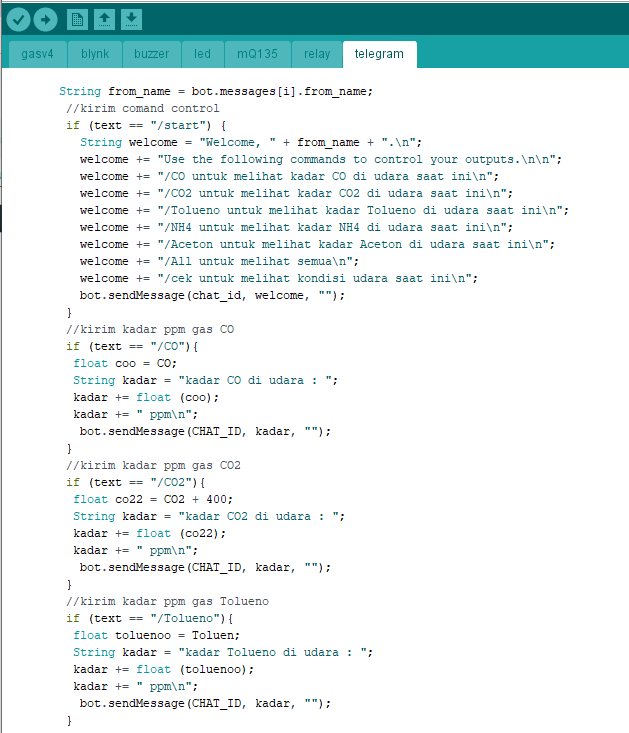 gasv4 blynk buzzer led mQ135 relay telegram
String from_name = bot.messages[i].from_name;
//kirim comand control
if (text == "/start") {
String welcome = "Welcome, " + from_name + ".\n";
welcome += "Use the following commands to control your outputs.\n\n";
welcome += "/CO untuk melihat kadar CO di udara saat ini\n";
welcome += "/CO2 untuk melihat kadar CO2 di udara saat ini\n";
welcome += "/Tolueno untuk melihat kadar Tolueno di udara saat ini\n";
welcome += "/NH4 untuk melihat kadar NH4 di udara saat ini\n";
welcome += "/Aceton untuk melihat kadar Aceton di udara saat ini\n";
welcome += "/All untuk melihat semua\n";
welcome += "/cek untuk melihat kondisi udara saat ini\n";
bot.sendMessage(chat_id, welcome, "");
}
//kirim kadar ppm gas CO
if (text == "/CO"){
float coo = CO;
String kadar = "kadar CO di udara : ";
kadar += float (coo);
kadar += " ppm\n";
bot.sendMessage(CHAT_ID, kadar, "");
}
//kirim kadar ppm gas CO2
if (text == "/CO2"){
float co22 = CO2 + 400;
String kadar = "kadar CO2 di udara : ";
kadar += float (co22);
kadar += " ppm\n";
bot.sendMessage(CHAT_ID, kadar, "");
}
//kirim kadar ppm gas Tolueno
if (text == "/Tolueno"){
float toluenoo = Toluen;
String kadar = "kadar Tolueno di udara : ";
kadar += float (toluenoo);
kadar += " ppm\n";
bot.sendMessage(CHAT_ID, kadar, "");
}